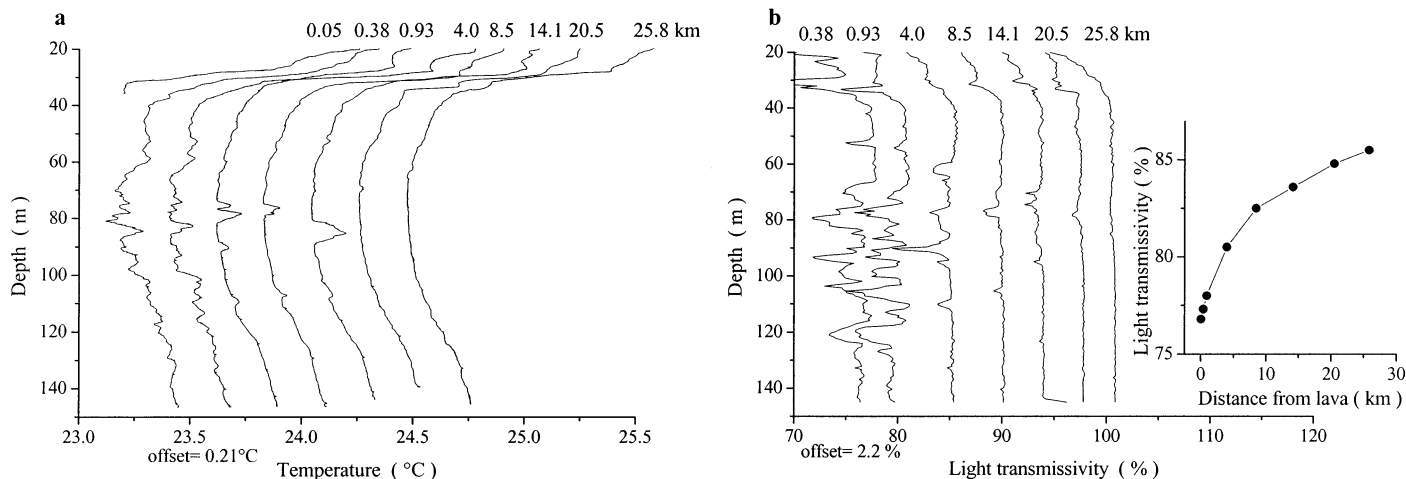 a
0.05 0.38 0.93 4.0 8.5 14.1 20.5 25.8 km
20
40
60
80
100
120
140
Depth ( m )
23.0 23.5 24.0 24.5 25.0 25.5
offset= 0.21°C
Temperature ( °C)
b
0.38 0.93 4.0 8.5 14.1 20.5 25.8 km
20
40
60
80
100
120
140
Depth ( m )
70 80 90 100 110 120
offset= 2.2 %
Light transmissivity ( % )
85
80
75
Light transmissivity ( % )
0 10 20 30
Distance from lava ( km )